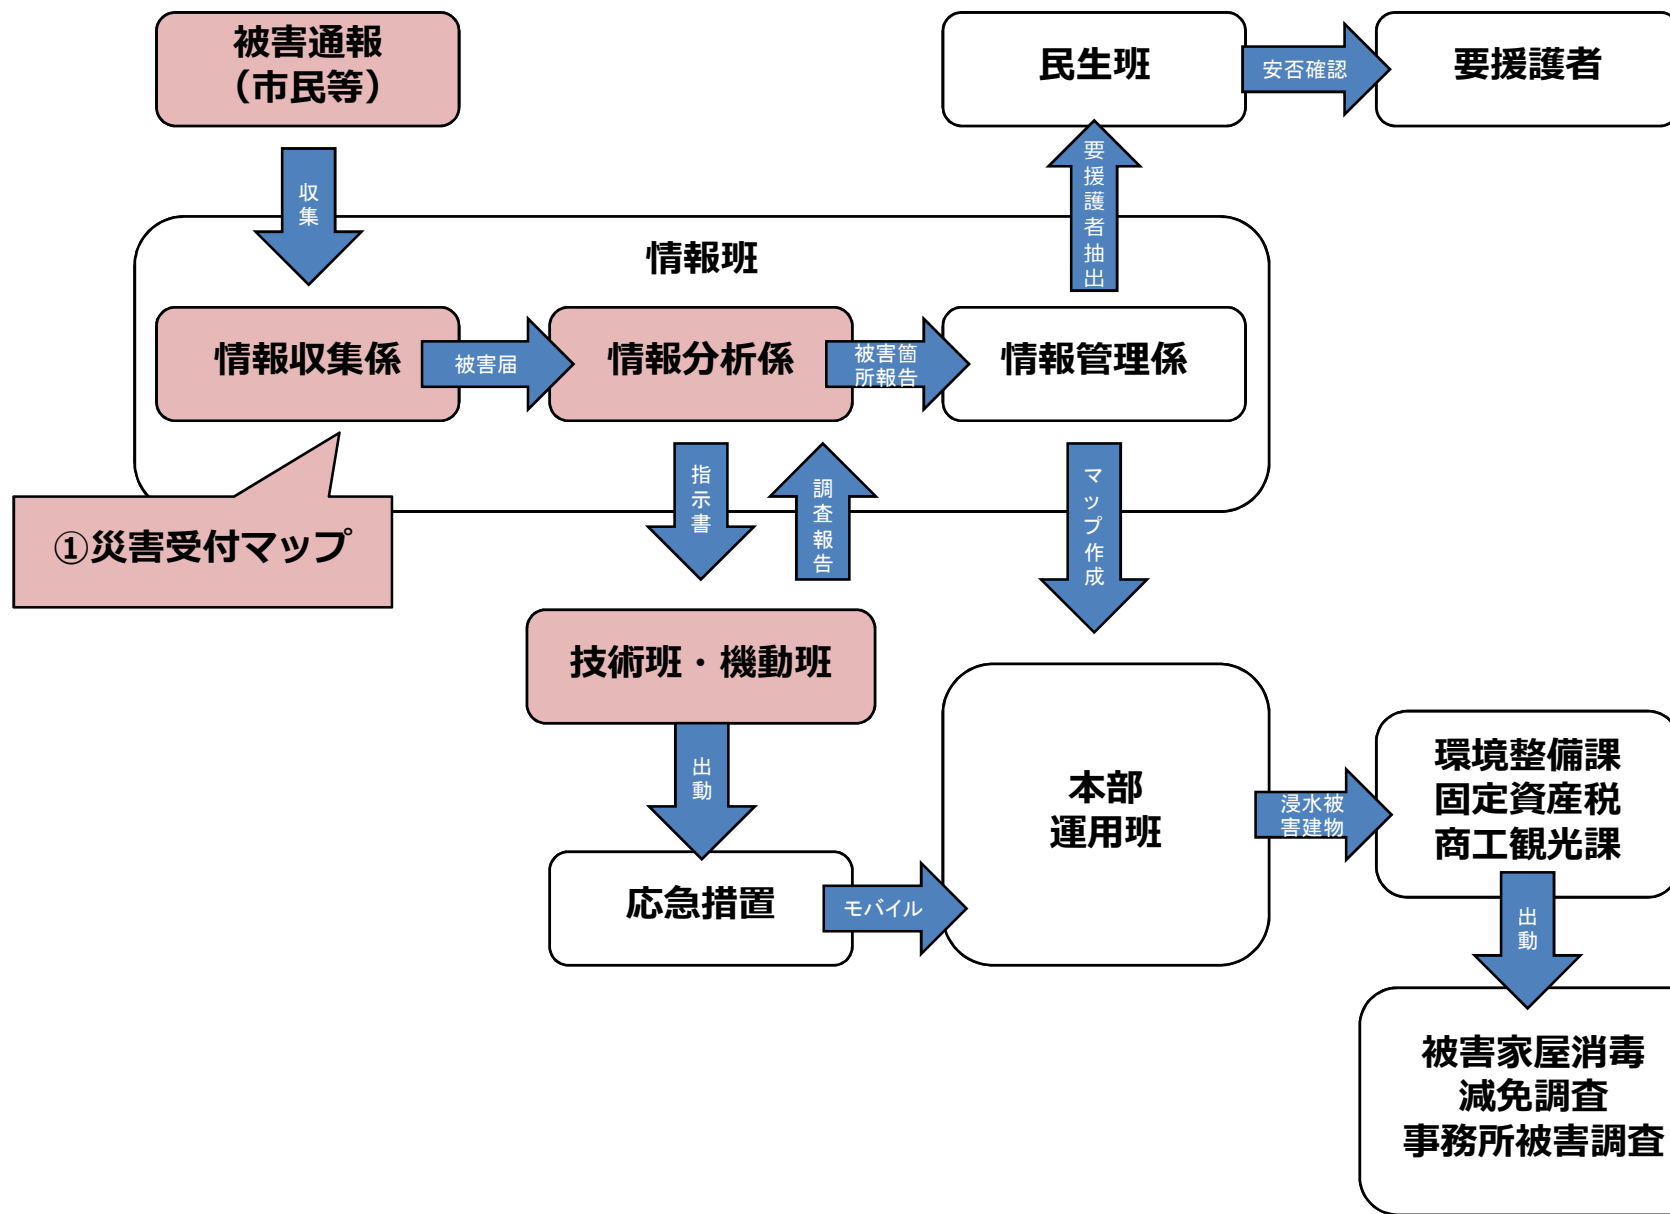 被害通報
（市民等）
民生班
安否確認
要援護者
収集
要援護者抽出
情報班
情報収集係
被害届
情報分析係
被害箇
所報告
情報管理係
指示書
調査報告
マップ作成
①災害受付マップ
技術班・機動班
出動
本部
運用班
浸水被
害建物
環境整備課
固定資産税
商工観光課
応急措置
モバイル
出動
被害家屋消毒
減免調査
事務所被害調査